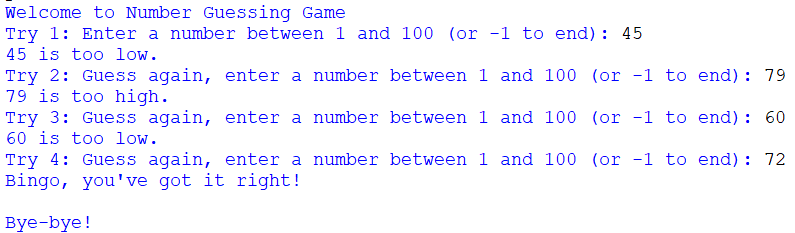 Welcome to Number Guessing Game
Try 1: Enter a number between 1 and 100 (or -1 to end): 45
45 is too low.
Try 2: Guess again, enter a number between 1 and 100 (or -1 to end): 79
79 is too high.
Try 3: Guess again, enter a number between 1 and 100 (or -1 to end): 60
60 is too low.
Try 4: Guess again, enter a number between 1 and 100 (or -1 to end): 72
Bingo, you've got it right!
Bye-bye!